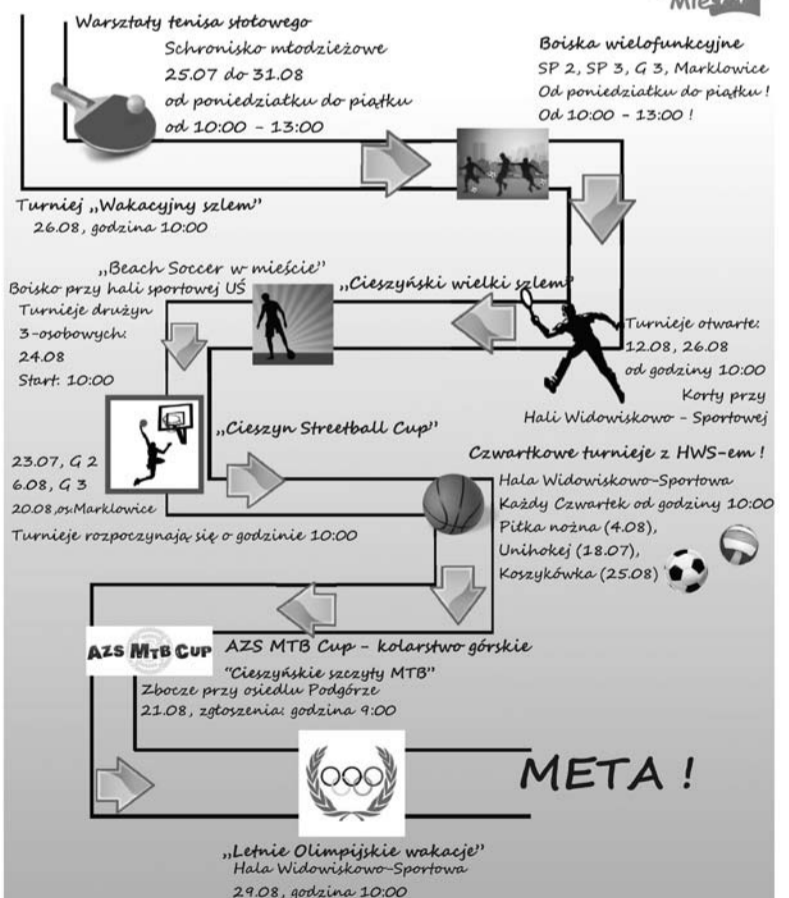 Warsztaty tenisa stołowego
Schronisko młodzieżowe
25.07 do 31.08
od poniedziałku do piątku
od 10:00 - 13:00
Boiska wielofunkcyjne
SP 2, SP 3, G 3, Marklowice
Od poniedziałku do piątku !
Od 10:00 - 13:00 !
Turniej „Wakacyjny szlem”
26.08, godzina 10:00
„Beach Soccer w mieście”
Boisko przy hali sportowej UŚ
Turnieje drużyn
3-osobowych:
24.08
Start: 10:00
„Cieszyński wielki szlem”
Turnieje otwarte:
12.08, 26.08
od godziny 10:00
Korty przy
Hali Widowiskowo - Sportowej
„Cieszyn Streetball Cup”
23.07, G 2
6.08, G 3
20.08,os.Marklowice
Turnieje rozpoczynają się o godzinie 10:00
Czwartkowe turnieje z HWS-em !
Hala Widowiskowo-Sportowa
Każdy Czwartek od godziny 10:00
Piłka nożna (4.08),
Unihokej (18.07),
Koszykówka (25.08)
AZS MTB CUP
AZS MTB Cup - kolarstwo górskie
"Cieszyńskie szczyty MTB"
Zbocze przy osiedlu Podgórze
21.08, zgłoszenia: godzina 9:00
META !
„Letnie Olimpijskie wakacje”
Hala Widowiskowo-Sportowa
29.08, godzina 10:00